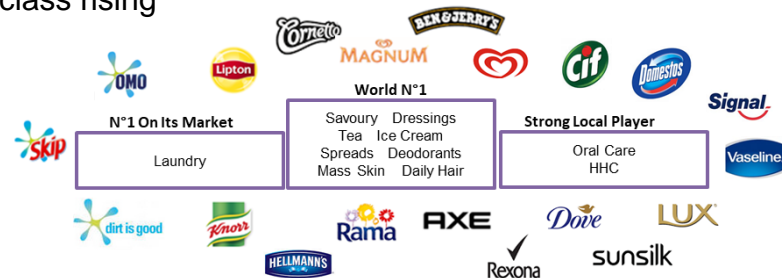 class rising
Cornetto
BEN & JERRY'S
MAGNUM
OMO
Lipton
Cif
Domestos
World N°1
Signal
N°1 On Its Market
Strong Local Player
Skip
Laundry
Savoury Dressings
Tea Ice Cream
Spreads Deodorants
Mass Skin Daily Hair
Oral Care
HHC
Vaseline
dirt is good
Knorr
HELLMANN'S
Rama
AXE
Rexona
Dove
sunsilk
LUX